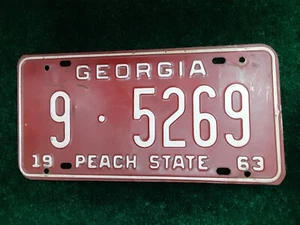 GEORGIA
9 · 5269
19 PEACH STATE 63